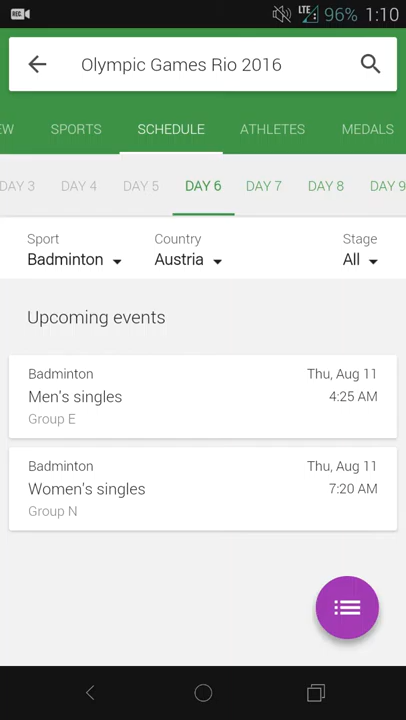 REC LTE 96% 1:10
Olympic Games Rio 2016
EW SPORTS SCHEDULE ATHLETES MEDALS
DAY 3 DAY 4 DAY 5 DAY 6 DAY 7 DAY 8 DAY 9
Sport Country Stage
Badminton Austria All
Upcoming events
Badminton Thu, Aug 11
Men's singles 4:25 AM
Group E
Badminton Thu, Aug 11
Women's singles 7:20 AM
Group N